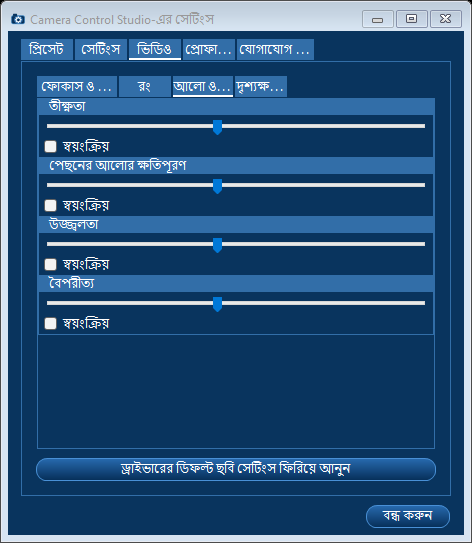 Camera Control Studio-এর সেটিংস
প্রিসেট সেটিংস ভিডিও প্রোফা... যোগাযোগ ...
ফোকাস ও ... রং আলো ও... দৃশ্যক্ষ...
তীক্ষ্ণতা
স্বয়ংক্রিয়
পেছনের আলোর ক্ষতিপূরণ
স্বয়ংক্রিয়
উজ্জ্বলতা
স্বয়ংক্রিয়
বৈপরীত্য
স্বয়ংক্রিয়
ড্রাইভারের ডিফল্ট ছবি সেটিংস ফিরিয়ে আনুন
বন্ধ করুন